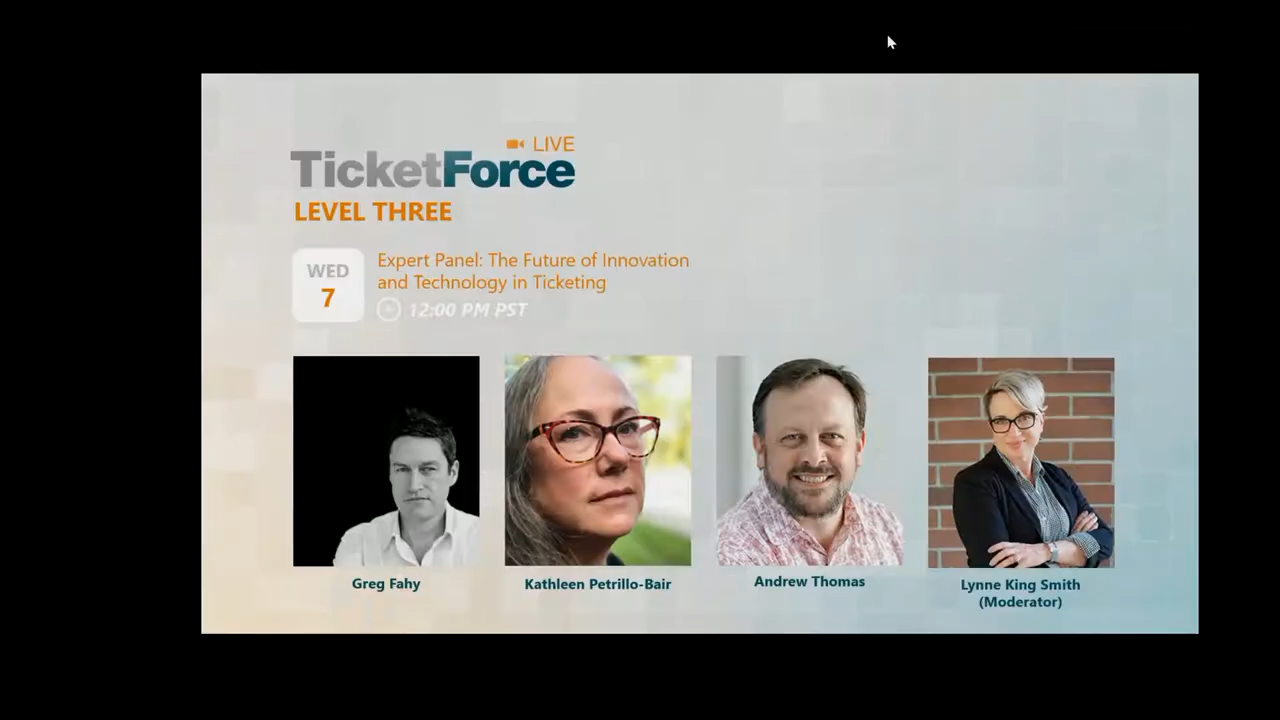 LIVE
TicketForce
LEVEL THREE
WED
7
Expert Panel: The Future of Innovation
and Technology in Ticketing
12:00 PM PST
Greg Fahy
Kathleen Petrillo-Bair
Andrew Thomas
Lynne King Smith
(Moderator)